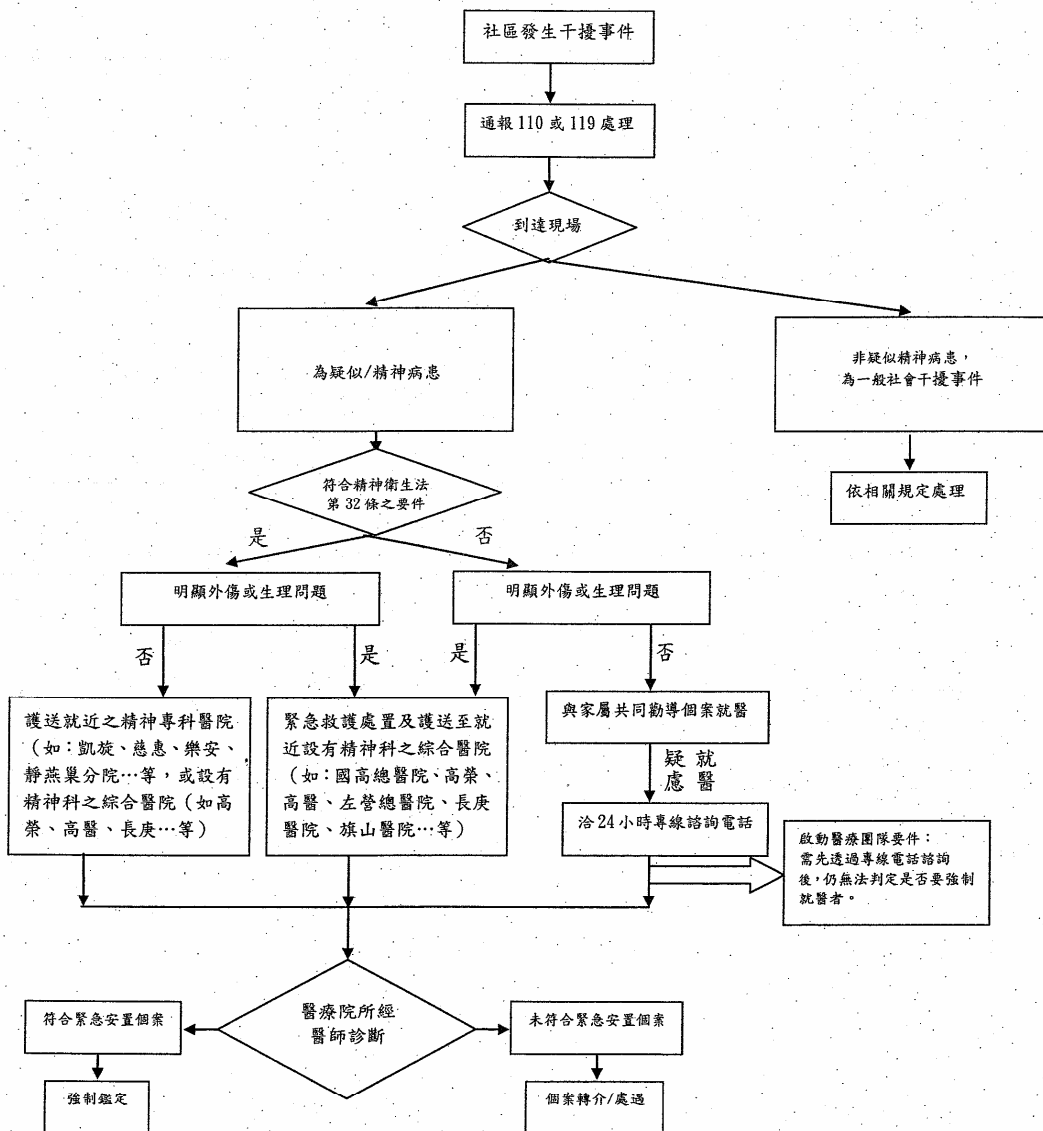 社區發生干擾事件
通報110或119處理
到達現場
為疑似/精神病患
非疑似精神病患，
為一般社會干擾事件
符合精神衛生法
第32條之要件
依相關規定處理
是
否
明顯外傷或生理問題
明顯外傷或生理問題
否
是
是
否
護送就近之精神專科醫院
（如：凱旋、慈惠、樂安、
靜燕巢分院…等，或設有
精神科之綜合醫院（如高
榮、高醫、長庚…等）
緊急救護處置及護送至就
近設有精神科之綜合醫院
（如：國高總醫院、高榮、
高醫、左營總醫院、長庚
醫院、旗山醫院…等）
與家屬共同勸導個案就醫
疑 就
慮 醫
洽24小時專線諮詢電話
啟動醫療團隊要件：
需先透過專線電話諮詢
後，仍無法判定是否要強制
就醫者。
醫療院所經
醫師診斷
符合緊急安置個案
未符合緊急安置個案
強制鑑定
個案轉介/處遇